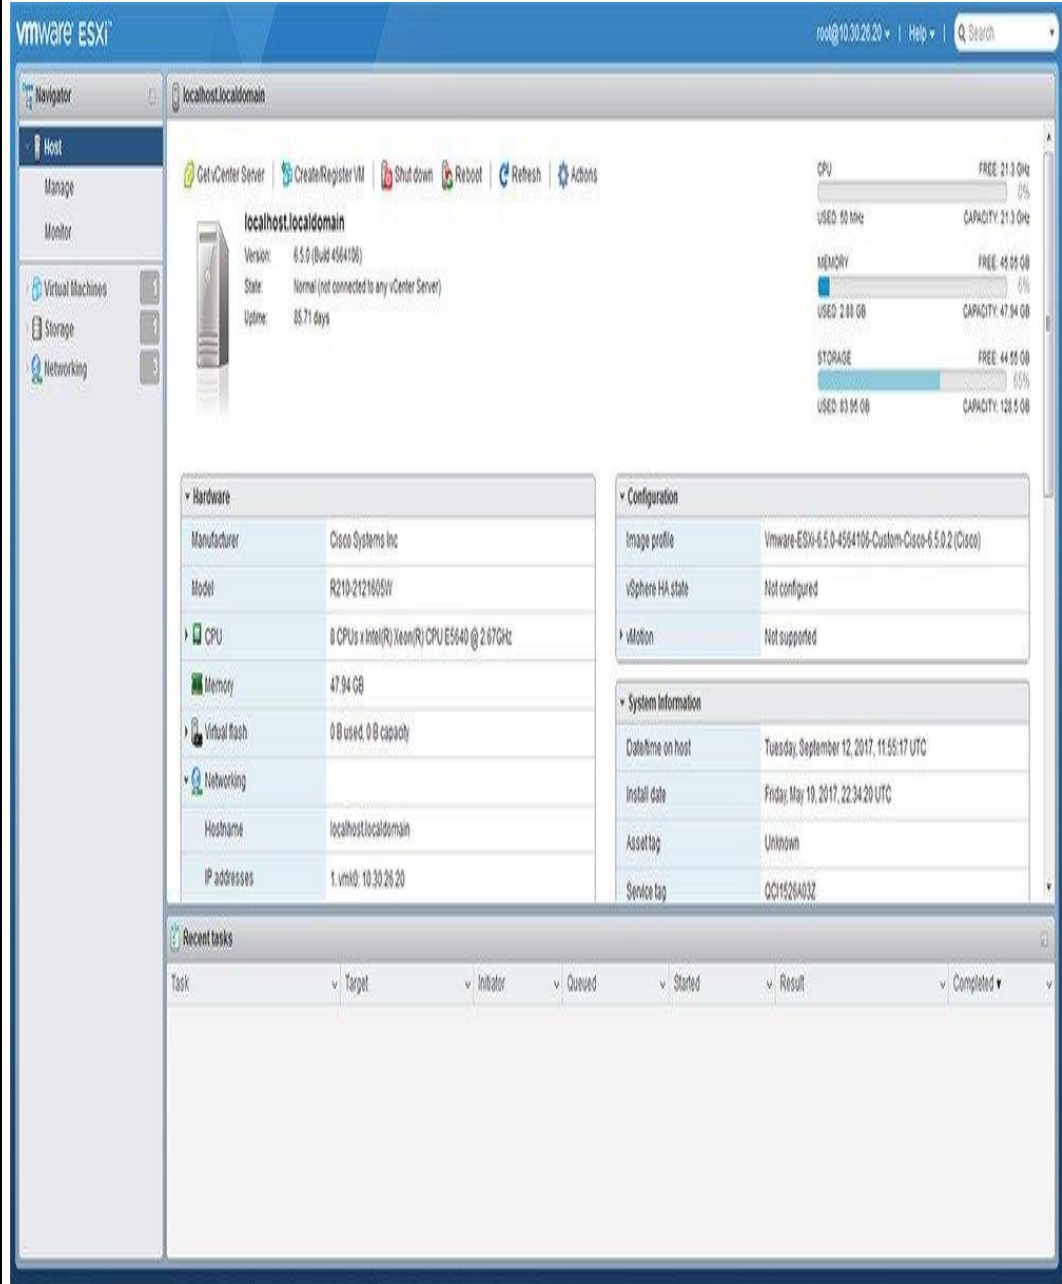 vmware ESXi™
root@10.30.26.20 | Help | Search
Navigator
Host
Manage
Monitor
Virtual Machines 1
Storage 1
Networking 3
localhost.localdomain
Get vCenter Server | Create/Register VM | Shut down Reboot | Refresh | Actions
localhost.localdomain
Version: 6.5.0 (Build 4564106)
State: Normal (not connected to any vCenter Server)
Uptime: 85.71 days
CPU FREE: 21.3 GHz
0%
USED: 50 MHz CAPACITY: 21.3 GHz
MEMORY FREE: 45.05 GB
6%
USED: 2.88 GB CAPACITY: 47.94 GB
STORAGE FREE: 44.55 GB
65%
USED: 83.95 GB CAPACITY: 128.5 GB
Hardware
Manufacturer Cisco Systems Inc
Model R210-2121605W
CPU 8 CPUs x Intel(R) Xeon(R) CPU E5640 @ 2.67GHz
Memory 47.94 GB
Virtual flash 0 B used, 0 B capacity
Networking
Hostname localhost.localdomain
IP addresses 1. vmk0: 10.30.26.20
Configuration
Image profile Vmware-ESXi-6.5.0-4564106-Custom-Cisco-6.5.0.2 (Cisco)
vSphere HA state Not configured
vMotion Not supported
System Information
Date/time on host Tuesday, September 12, 2017, 11:55:17 UTC
Install date Friday, May 19, 2017, 22:34:20 UTC
Asset tag Unknown
Service tag QCI1526A03Z
Recent tasks
Task Target Initiator Queued Started Result Completed